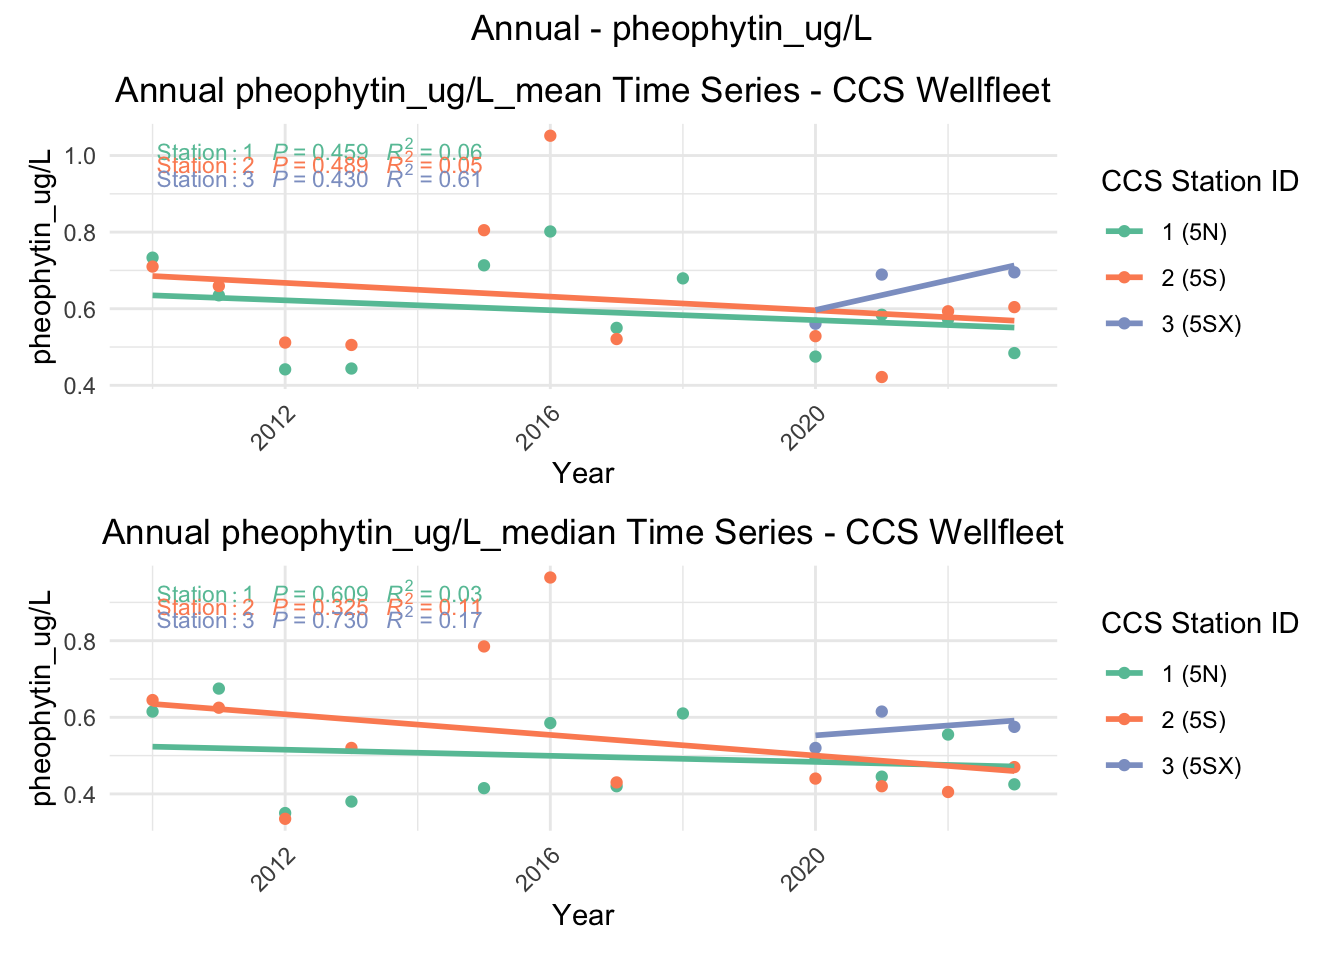 Annual - pheophytin_ug/L
Annual pheophytin_ug/L_mean Time Series - CCS Wellfleet
pheophytin_ug/L
1.0
0.8
0.6
0.4
Station : 1 P = 0.459 R² = 0.06
Station : 2 P = 0.489 R² = 0.05
Station : 3 P = 0.430 R² = 0.61
2012
2016
2020
Year
CCS Station ID
1 (5N)
2 (5S)
3 (5SX)
Annual pheophytin_ug/L_median Time Series - CCS Wellfleet
pheophytin_ug/L
0.8
0.6
0.4
Station : 1 P = 0.609 R² = 0.03
Station : 2 P = 0.325 R² = 0.11
Station : 3 P = 0.730 R² = 0.17
2012
2016
2020
Year
CCS Station ID
1 (5N)
2 (5S)
3 (5SX)